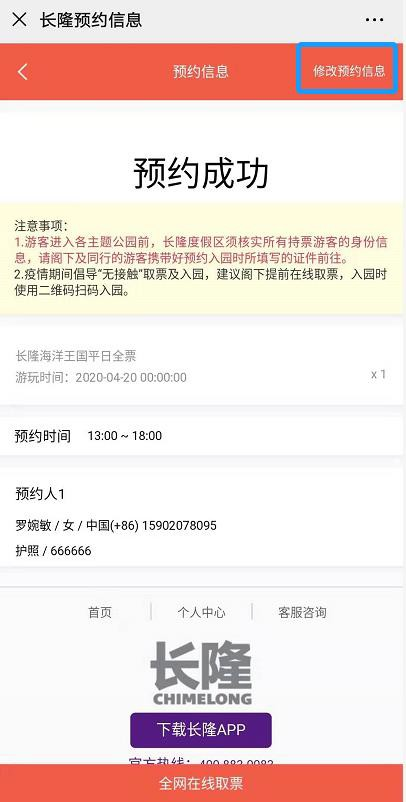 长隆预约信息
预约信息
修改预约信息
预约成功
注意事项：
1.游客进入各主题公园前，长隆度假区须核实所有持票游客的身份信
息，请阁下及同行的游客携带好预约入园时所填写的证件前往。
2.疫情期间倡导“无接触”取票及入园，建议阁下提前在线取票，入园时
使用二维码扫码入园。
长隆海洋王国平日全票
游玩时间：2020-04-20 00:00:00
x 1
预约时间 13:00 ~ 18:00
预约人1
罗婉敏 / 女 / 中国(+86) 15902078095
护照 / 666666
首页 个人中心 客服咨询
长隆
CHIMELONG
下载长隆APP
官方热线：400-883-0083
全网在线取票